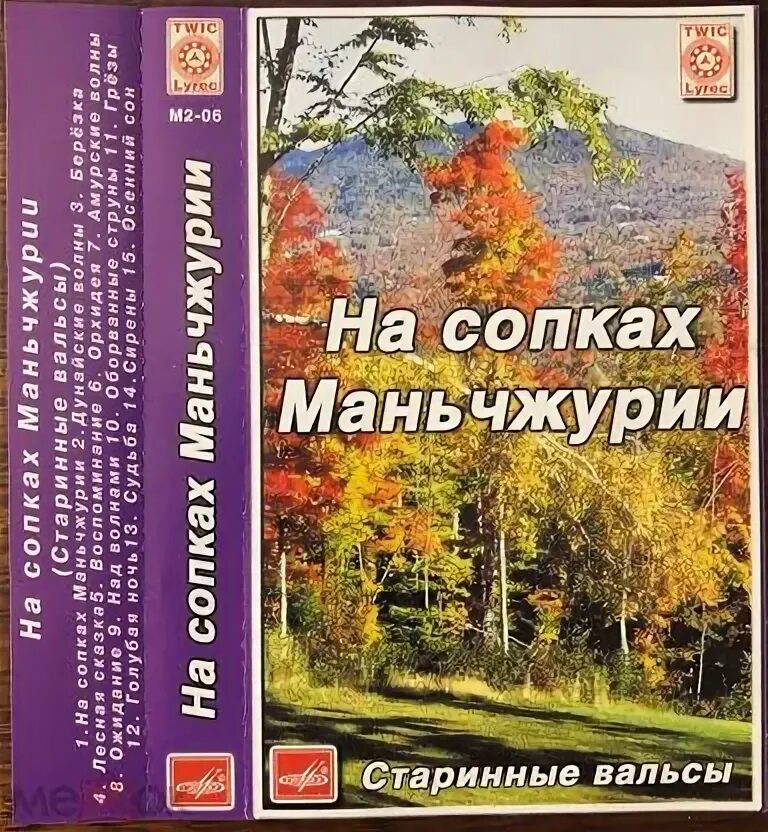 На сопках Маньчжурии
(Старинные вальсы)
1.На сопках Маньчжурии 2.Дунайские волны 3. Берёзка
4. Лесная сказка5. Воспоминание 6. Орхидея 7. Амурские волны
8. Ожидание 9. Над волнами 10. Оборванные струны 11. Грёзы
12. Голубая ночь13. Судьба 14.Сирены 15. Осенний сон
TWIC
Lyrec
М2-06
На сопках Маньчжурии
TWIC
Lyrec
На сопках
Маньчжурии
Старинные вальсы